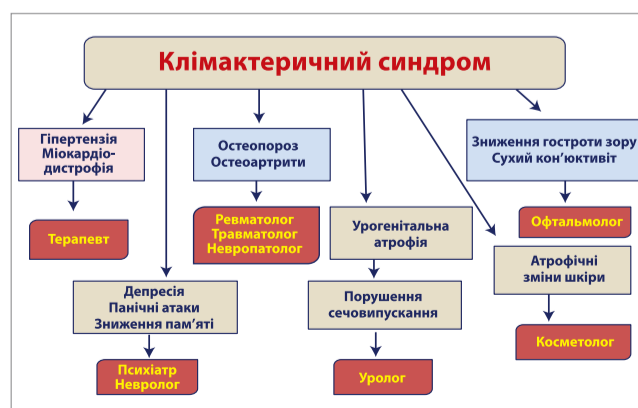 Клімактеричний синдром
Гіпертензія
Міокардіо-
дистрофія
Терапевт
Депресія
Панічні атаки
Зниження пам’яті
Психіатр
Невролог
Остеопороз
Остеоартрити
Ревматолог
Травматолог
Невропатолог
Урогенітальна
атрофія
Порушення
сечовипускання
Уролог
Зниження гостроти зору
Сухий кон’юктивіт
Офтальмолог
Атрофічні
зміни шкіри
Косметолог